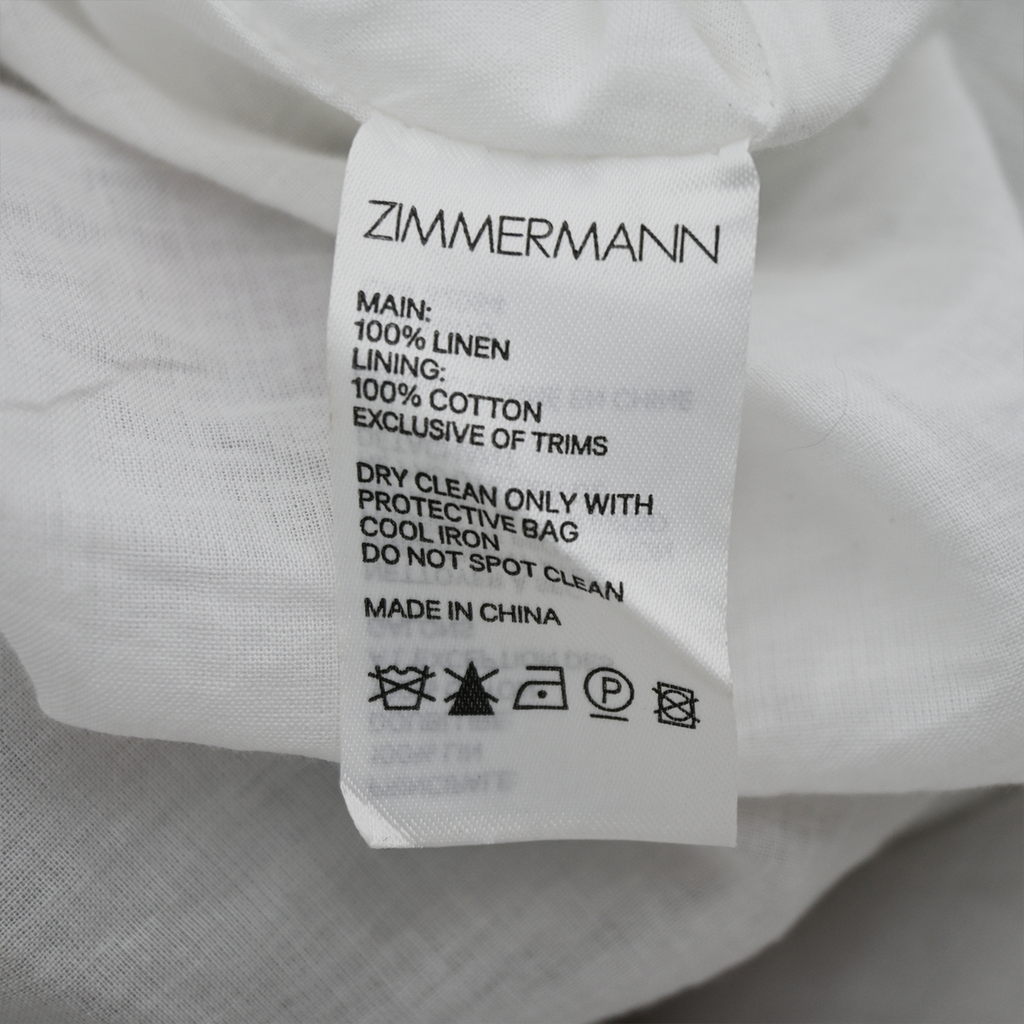 ZIMMERMANN
MAIN:
100% LINEN
LINING:
100% COTTON
EXCLUSIVE OF TRIMS
DRY CLEAN ONLY WITH
PROTECTIVE BAG
COOL IRON
DO NOT SPOT CLEAN
MADE IN CHINA
P